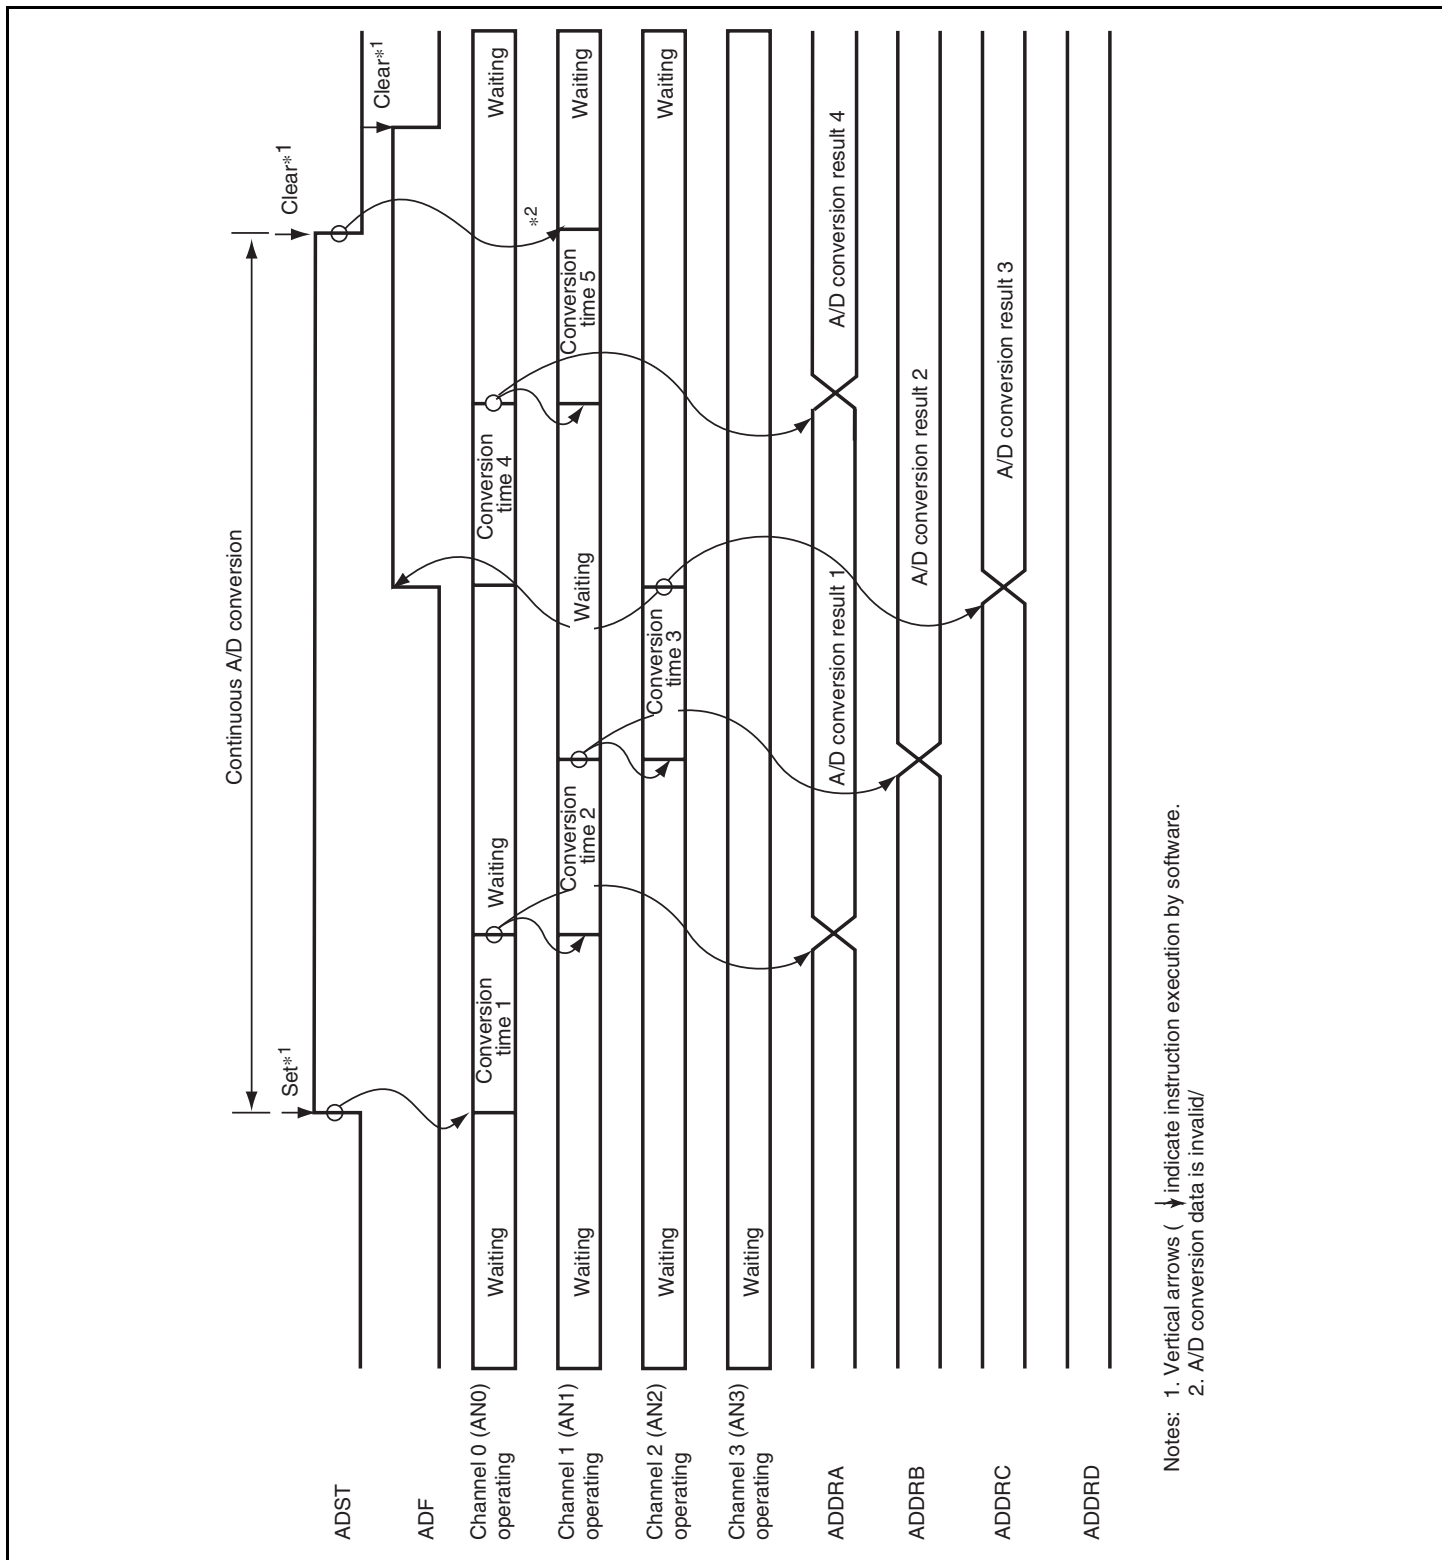 Continuous A/D conversion
Set*1
Clear*1
Clear*1
ADST
ADF
Channel 0 (AN0)
operating
Waiting
Conversion
time 1
Waiting
Conversion
time 4
Waiting
Channel 1 (AN1)
operating
Waiting
Conversion
time 2
Waiting
Conversion
time 5
*2
Waiting
Channel 2 (AN2)
operating
Waiting
Conversion
time 3
Waiting
Channel 3 (AN3)
operating
Waiting
ADDRA
A/D conversion result 1
A/D conversion result 4
ADDRB
A/D conversion result 2
ADDRC
A/D conversion result 3
ADDRD
Notes: 1. Vertical arrows ( indicate instruction execution by software.
2. A/D conversion data is invalid/